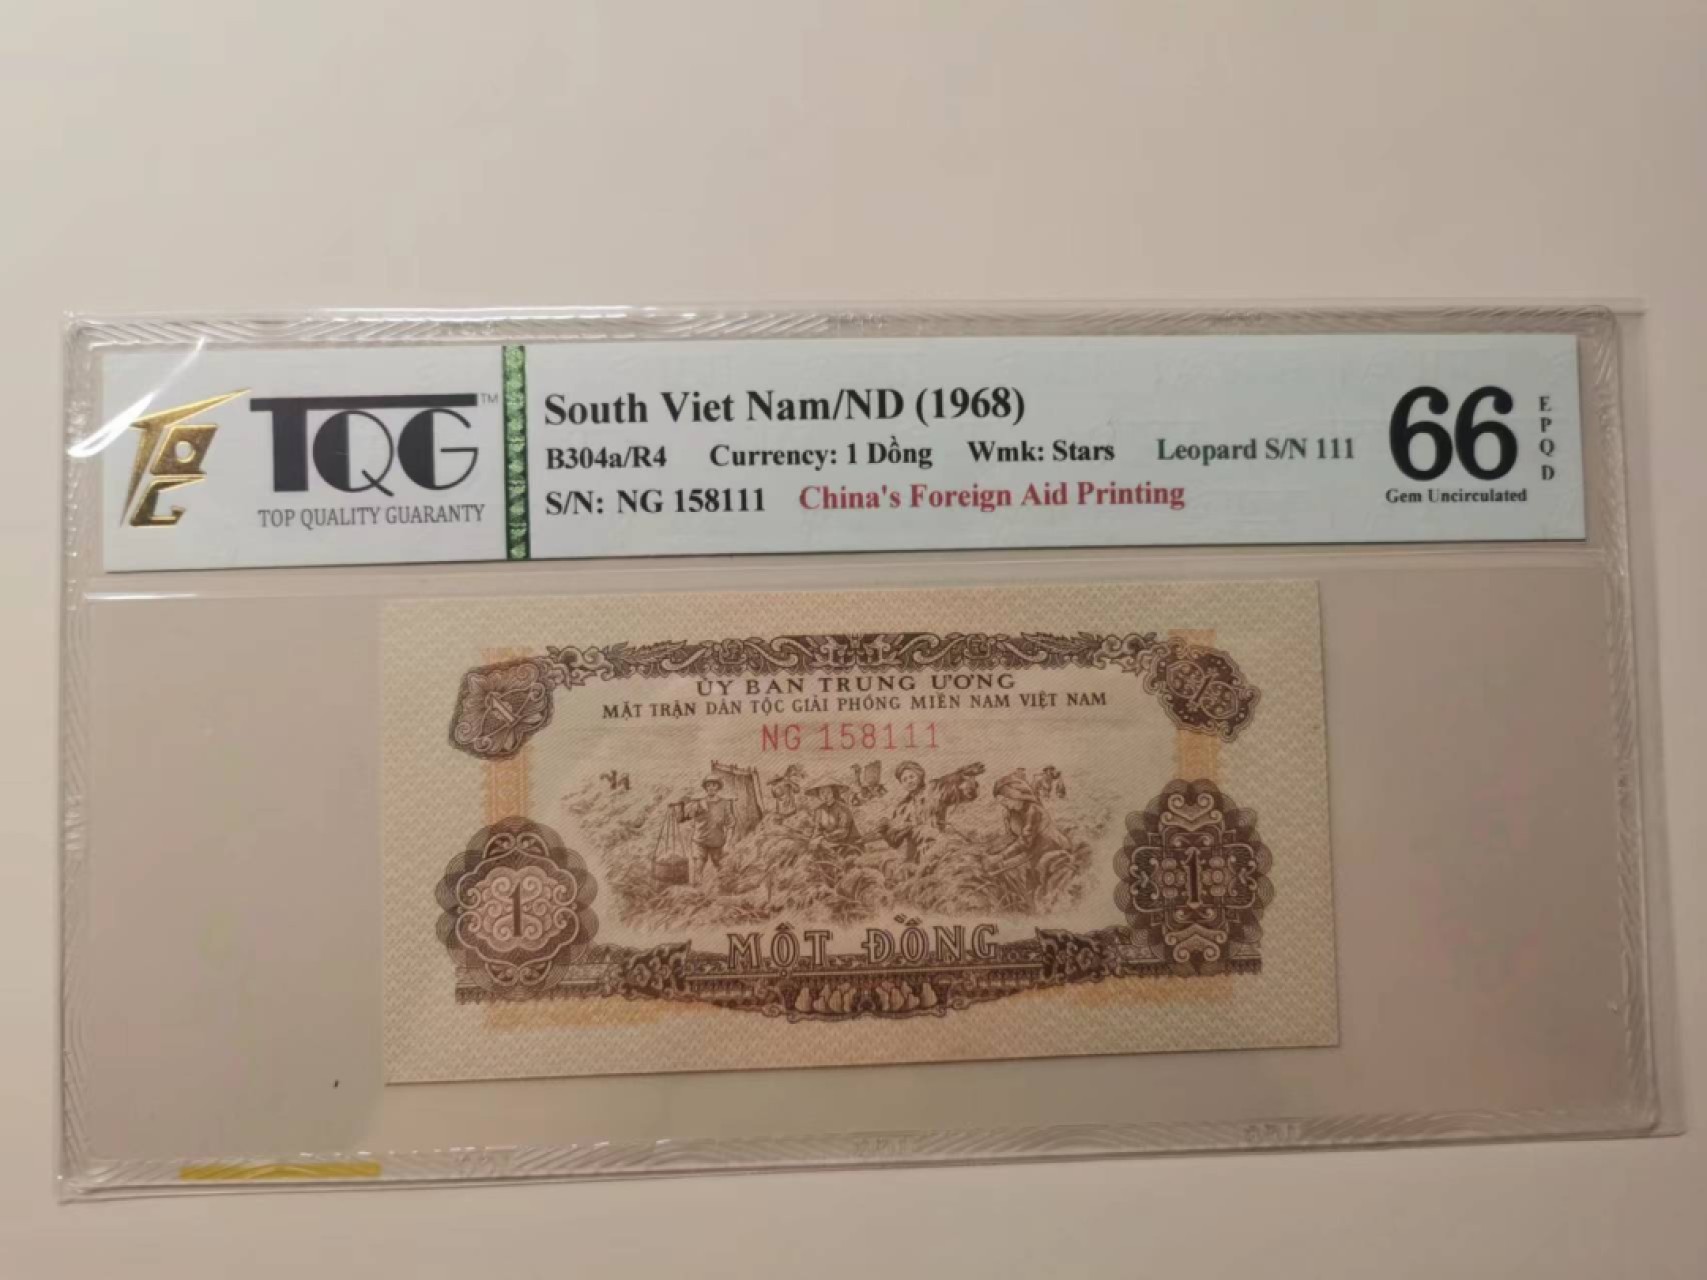 TQG™
TOP QUALITY GUARANTY
South Viet Nam/ND (1968)
B304a/R4 Currency: 1 Dồng Wmk: Stars Leopard S/N 111
S/N: NG 158111 China's Foreign Aid Printing
66
EPQD
Gem Uncirculated
ỦY BAN TRUNG ƯƠNG
MẶT TRẬN DÂN TỘC GIẢI PHÓNG MIỀN NAM VIỆT NAM
NG 158111
1
1
1
MỘT ĐỒNG